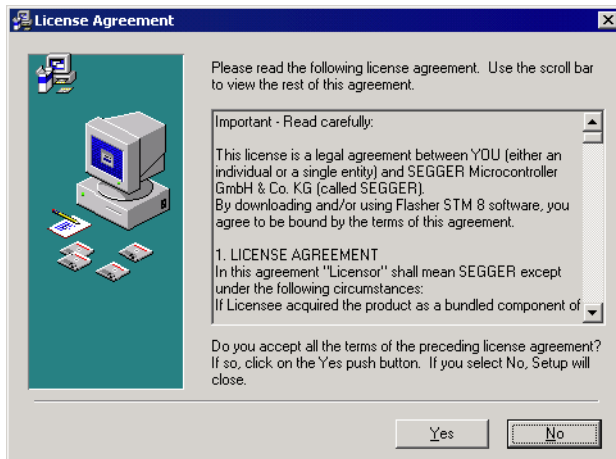 License Agreement
Please read the following license agreement. Use the scroll bar
to view the rest of this agreement.
Important - Read carefully:
This license is a legal agreement between YOU (either an
individual or a single entity) and SEGGER Microcontroller
GmbH & Co. KG (called SEGGER).
By downloading and/or using Flasher STM 8 software, you
agree to be bound by the terms of this agreement.
1. LICENSE AGREEMENT
In this agreement "Licensor" shall mean SEGGER except
under the following circumstances:
If Licensee acquired the product as a bundled component of
Do you accept all the terms of the preceding license agreement?
If so, click on the Yes push button. If you select No, Setup will
close.
Yes
No